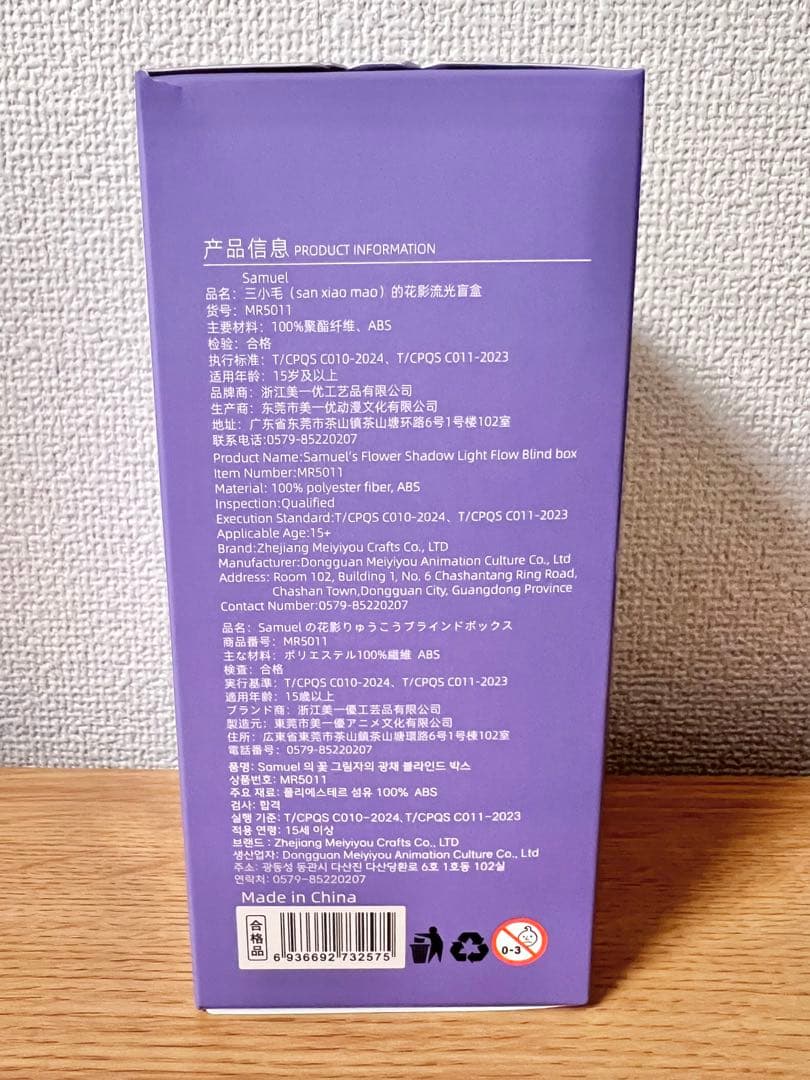 产品信息 PRODUCT INFORMATION
Samuel
品名：三小毛（san xiao mao）的花影流光盲盒
货号：MR5011
主要材料：100%聚酯纤维、ABS
检验：合格
执行标准：T/CPQS C010-2024、T/CPQS C011-2023
适用年龄：15岁及以上
品牌商：浙江美一优工艺品有限公司
生产商：东莞市美一优动漫文化有限公司
地址：广东省东莞市茶山镇茶山塘环路6号1号楼102室
联系电话:0579-85220207
Product Name:Samuel's Flower Shadow Light Flow Blind box
Item Number:MR5011
Material: 100% polyester fiber, ABS
Inspection:Qualified
Execution Standard:T/CPQS C010-2024、T/CPQS C011-2023
Applicable Age:15+
Brand:Zhejiang Meiyiyou Crafts Co., LTD
Manufacturer:Dongguan Meiyiyou Animation Culture Co., Ltd
Address: Room 102, Building 1, No. 6 Chashantang Ring Road,
Chashan Town,Dongguan City, Guangdong Province
Contact Number:0579-85220207
品名：Samuel の花影りゅうこうブラインドボックス
商品番号：MR5011
主な材料：ポリエステル100%繊維 ABS
検査：合格
実行基準：T/CPQS C010-2024、T/CPQS C011-2023
適用年齢：15歳以上
ブランド商：浙江美一優工芸品有限公司
製造元：東莞市美一優アニメ文化有限公司
住所：広東省東莞市茶山鎮茶山塘環路6号1号棟102室
電話番号：0579-85220207
품명: Samuel 의 꽃 그림자의 광채 블라인드 박스
상품번호: MR5011
주요 재료: 폴리에스테르 섬유 100% ABS
검사: 합격
실행 기준: T/CPQS C010-2024、T/CPQS C011-2023
적용 연령: 15세 이상
브랜드 : Zhejiang Meiyiyou Crafts Co., LTD
생산업자: Dongguan Meiyiyou Animation Culture Co., Ltd
주소: 광동성 동관시 다산진 다산당환로 6호 1호동 102실
연락처: 0579-85220207
Made in China
合格品
6 936692 732575
0-3